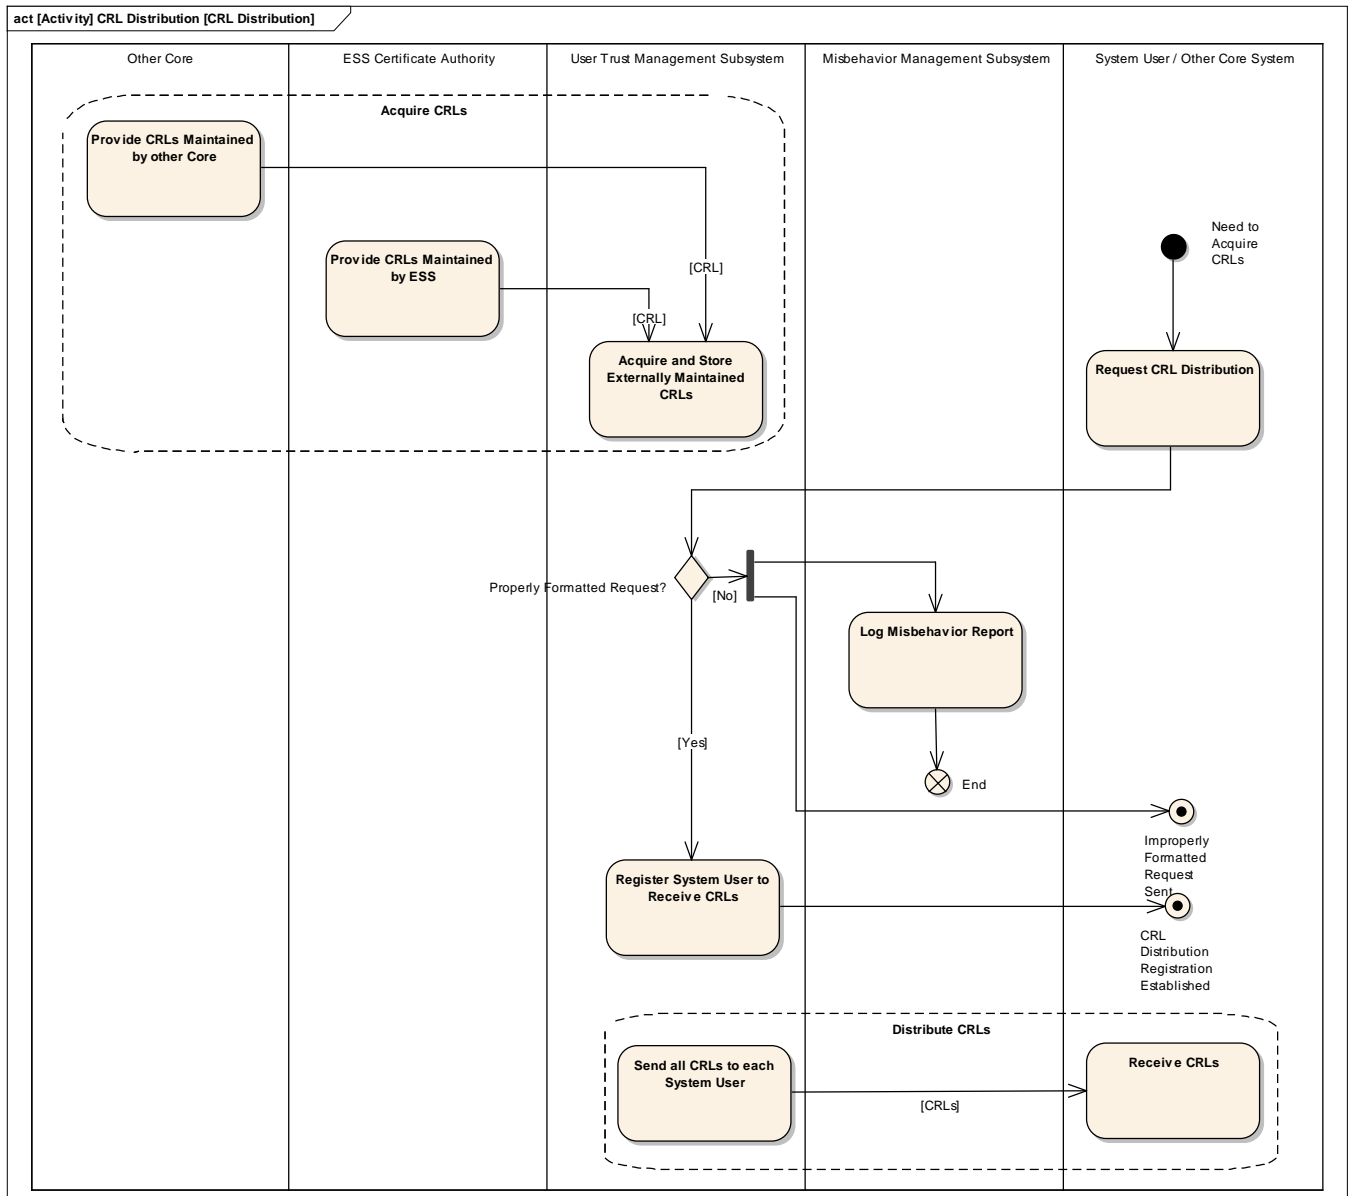 act [Activity] CRL Distribution [CRL Distribution]
Other Core
ESS Certificate Authority
User Trust Management Subsystem
Misbehavior Management Subsystem
System User / Other Core System
Acquire CRLs
Provide CRLs Maintained
by other Core
Need to
Acquire
CRLs
Provide CRLs Maintained
by ESS
[CRL]
[CRL]
Acquire and Store
Externally Maintained
CRLs
Request CRL Distribution
Properly Formatted Request?
[No]
Log Misbehavior Report
[Yes]
End
Improperly
Formatted
Request
Sent
Register System User to
Receive CRLs
CRL
Distribution
Registration
Established
Distribute CRLs
Send all CRLs to each
System User
[CRLs]
Receive CRLs